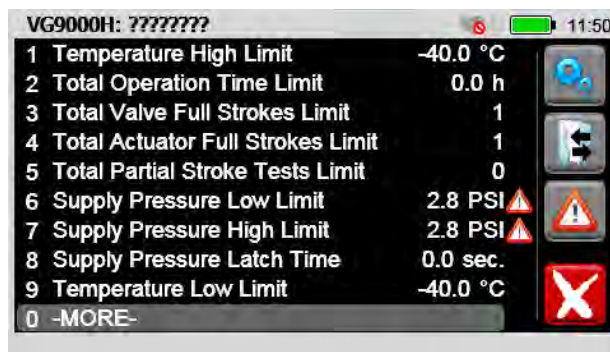 VG9000H: ???????? 11:50
1 Temperature High Limit -40.0 °C
2 Total Operation Time Limit 0.0 h
3 Total Valve Full Strokes Limit 1
4 Total Actuator Full Strokes Limit 1
5 Total Partial Stroke Tests Limit 0
6 Supply Pressure Low Limit 2.8 PSI
7 Supply Pressure High Limit 2.8 PSI
8 Supply Pressure Latch Time 0.0 sec.
9 Temperature Low Limit -40.0 °C
0 -MORE-